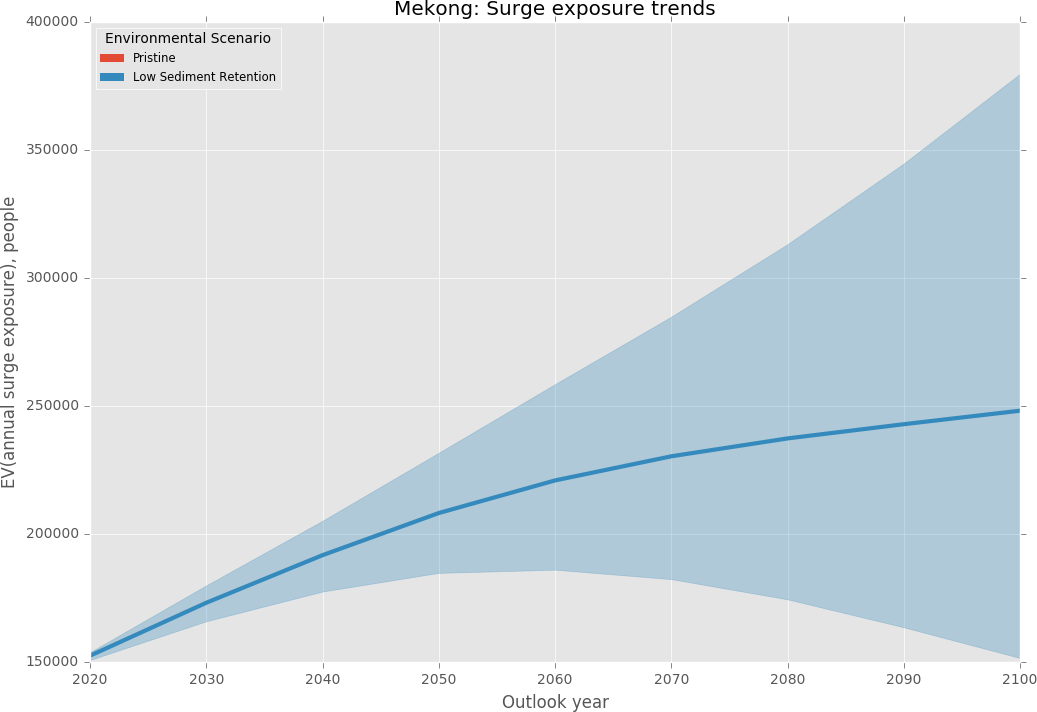 Mekong: Surge exposure trends
400000
350000
300000
250000
200000
150000
EV(annual surge exposure), people
Environmental Scenario
Pristine
Low Sediment Retention
2020 2030 2040 2050 2060 2070 2080 2090 2100
Outlook year